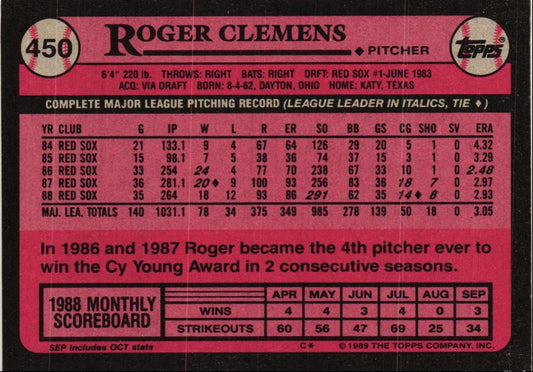 450
ROGER CLEMENS
♦ PITCHER
TOPPS
6'4" 220 lb. THROWS: RIGHT BATS: RIGHT DRFT: RED SOX #1-JUNE 1983
ACQ: VIA DRAFT BORN: 8-4-62, DAYTON, OHIO HOME: KATY, TEXAS
COMPLETE MAJOR LEAGUE PITCHING RECORD (LEAGUE LEADER IN ITALICS, TIE ♦)
YR CLUB G IP W L R ER SO BB GS CG SHO SV ERA
84 RED SOX 21 133.1 9 4 67 64 126 29 20 5 1 0 4.32
85 RED SOX 15 98.1 7 5 38 36 74 37 15 3 1 0 3.29
86 RED SOX 33 254 24 4 77 70 238 67 33 10 1 0 2.48
87 RED SOX 36 281.1 20♦ 9 100 93 256 83 36 18 7 0 2.97
88 RED SOX 35 264 18 12 93 86 291 62 35 14♦ 8 0 2.93
MAJ. LEA. TOTALS 140 1031.1 78 34 375 349 985 278 139 50 18 0 3.05
In 1986 and 1987 Roger became the 4th pitcher ever to
win the Cy Young Award in 2 consecutive seasons.
1988 MONTHLY
SCOREBOARD
APR MAY JUN JUL AUG SEP
WINS 4 4 3 4 0 3
STRIKEOUTS 60 56 47 69 25 34
SEP includes OCT stats
C* © 1989 THE TOPPS COMPANY, INC.